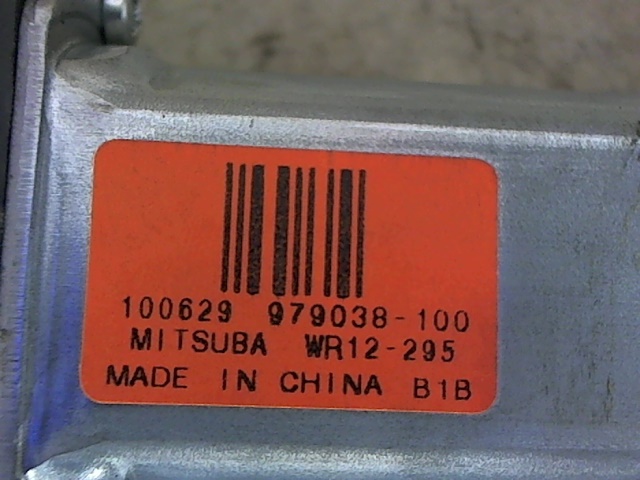 100629 979038-100
MITSUBA WR12-295
MADE IN CHINA B1B